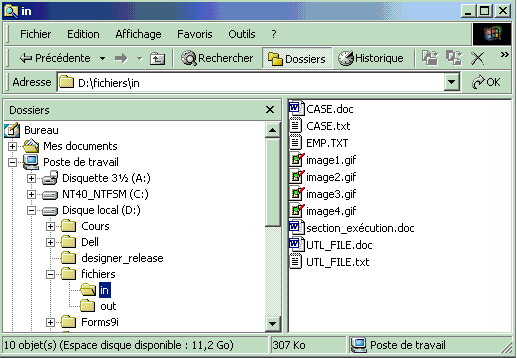 in
Fichier Edition Affichage Favoris Outils ?
Précédente Rechercher Dossiers Historique
Adresse D:\fichiers\in OK
Dossiers
Bureau
Mes documents
Poste de travail
Disquette 3½ (A:)
NT40_NTFSM (C:)
Disque local (D:)
Cours
Dell
designer_release
fichiers
in
out
Forms9i
CASE.doc
CASE.txt
EMP.TXT
image1.gif
image2.gif
image3.gif
image4.gif
section_exécution.doc
UTL_FILE.doc
UTL_FILE.txt
10 objet(s) (Espace disque disponible : 11,2 Go) 307 Ko Poste de travail